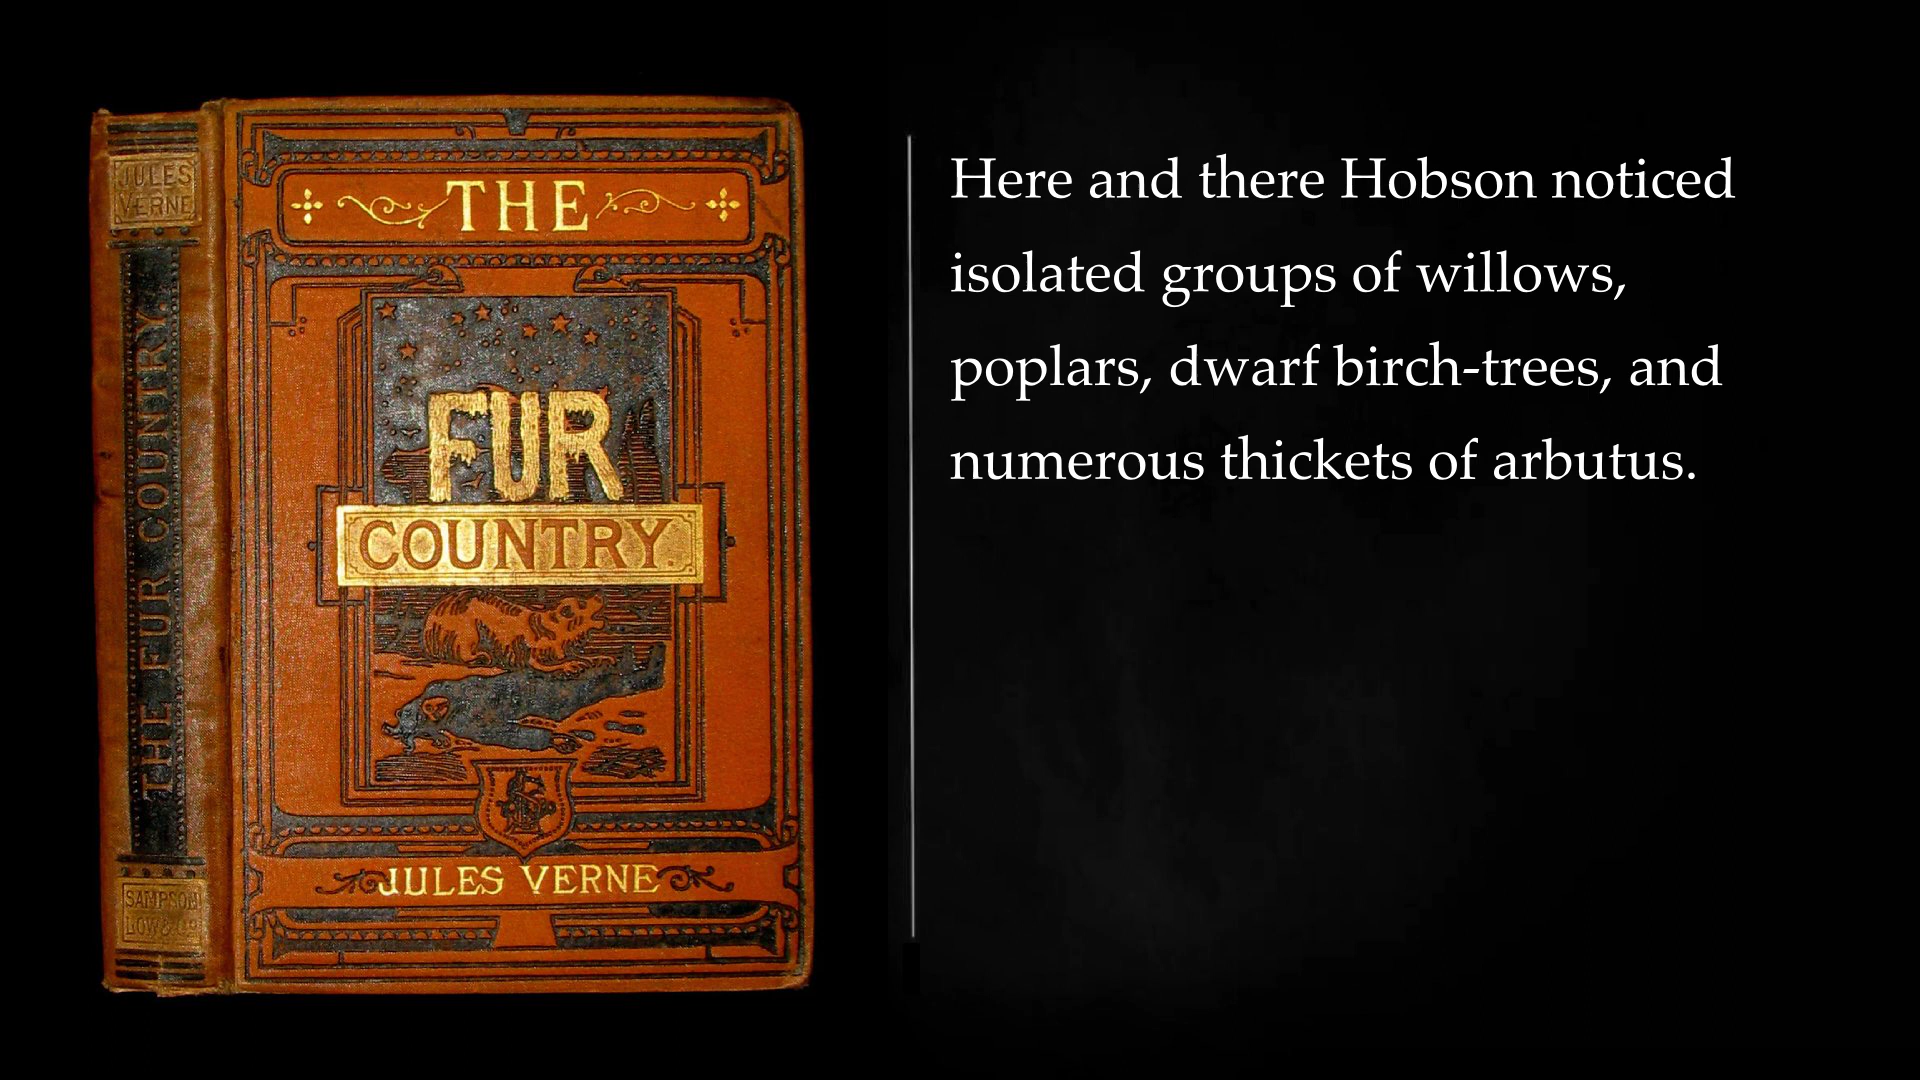 JULES
VERNE
THE FUR COUNTRY.
SAMPSON
LOW & Co
THE
FUR
COUNTRY.
JULES VERNE
Here and there Hobson noticed
isolated groups of willows,
poplars, dwarf birch-trees, and
numerous thickets of arbutus.